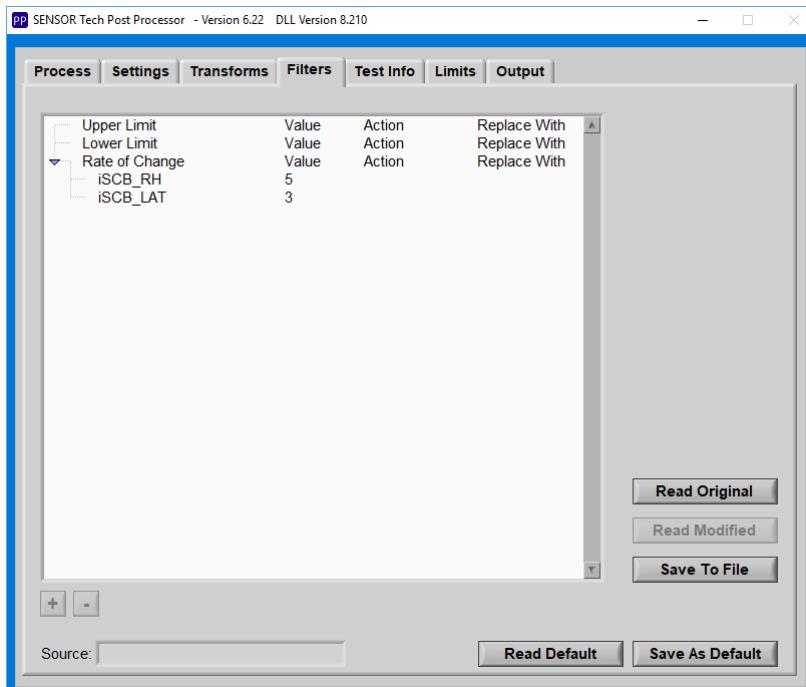 PP SENSOR Tech Post Processor - Version 6.22 DLL Version 8.210
Process Settings Transforms Filters Test Info Limits Output
Upper Limit Value Action Replace With
Lower Limit Value Action Replace With
Rate of Change Value Action Replace With
iSCB_RH 5
iSCB_LAT 3
Read Original
Read Modified
Save To File
+ -
Source: Read Default Save As Default